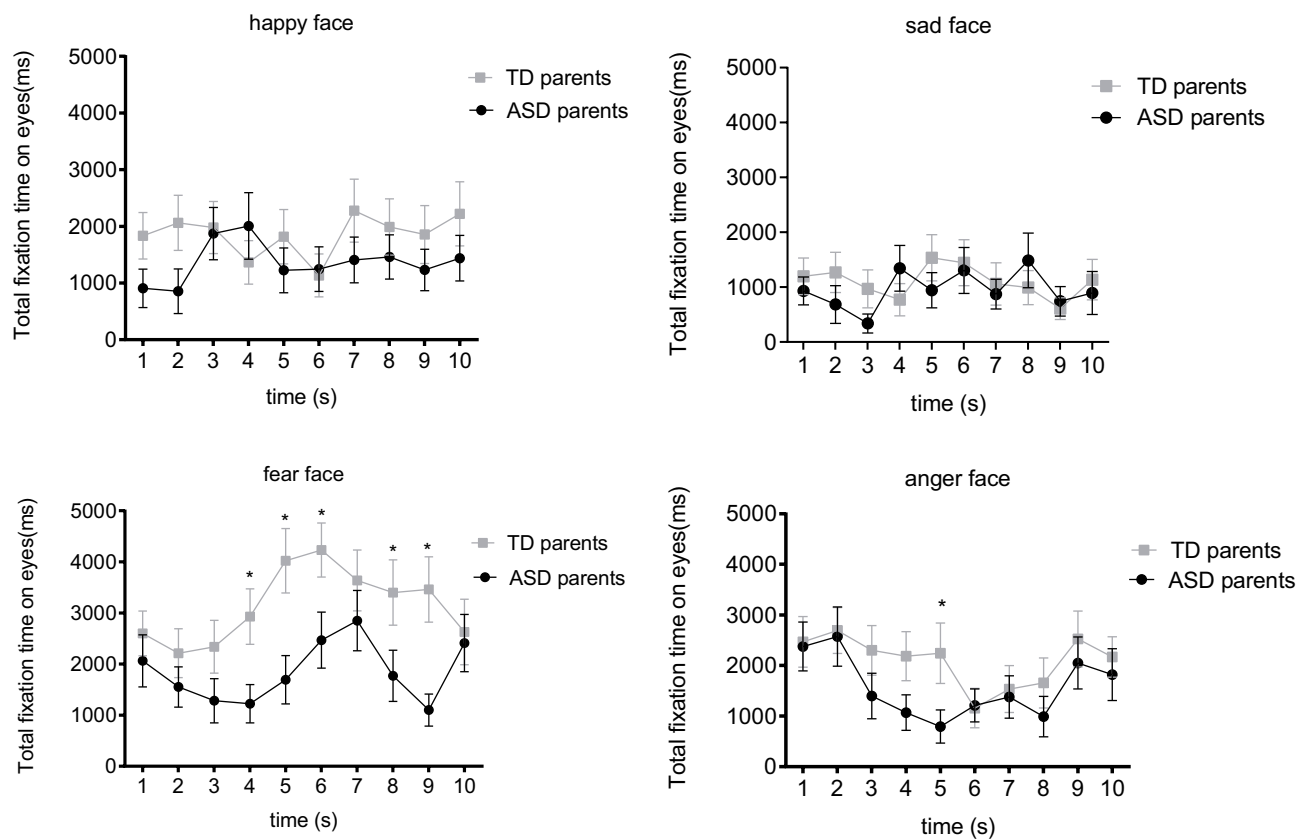 happy face
Total fixation time on eyes(ms)
5000
4000
3000
2000
1000
0
1 2 3 4 5 6 7 8 9 10
time (s)
TD parents
ASD parents
sad face
Total fixation time on eyes(ms)
5000
4000
3000
2000
1000
0
1 2 3 4 5 6 7 8 9 10
time (s)
TD parents
ASD parents
fear face
Total fixation time on eyes(ms)
5000
4000
3000
2000
1000
0
* * * * *
1 2 3 4 5 6 7 8 9 10
time (s)
TD parents
ASD parents
anger face
Total fixation time on eyes(ms)
5000
4000
3000
2000
1000
0
*
1 2 3 4 5 6 7 8 9 10
time (s)
TD parents
ASD parents